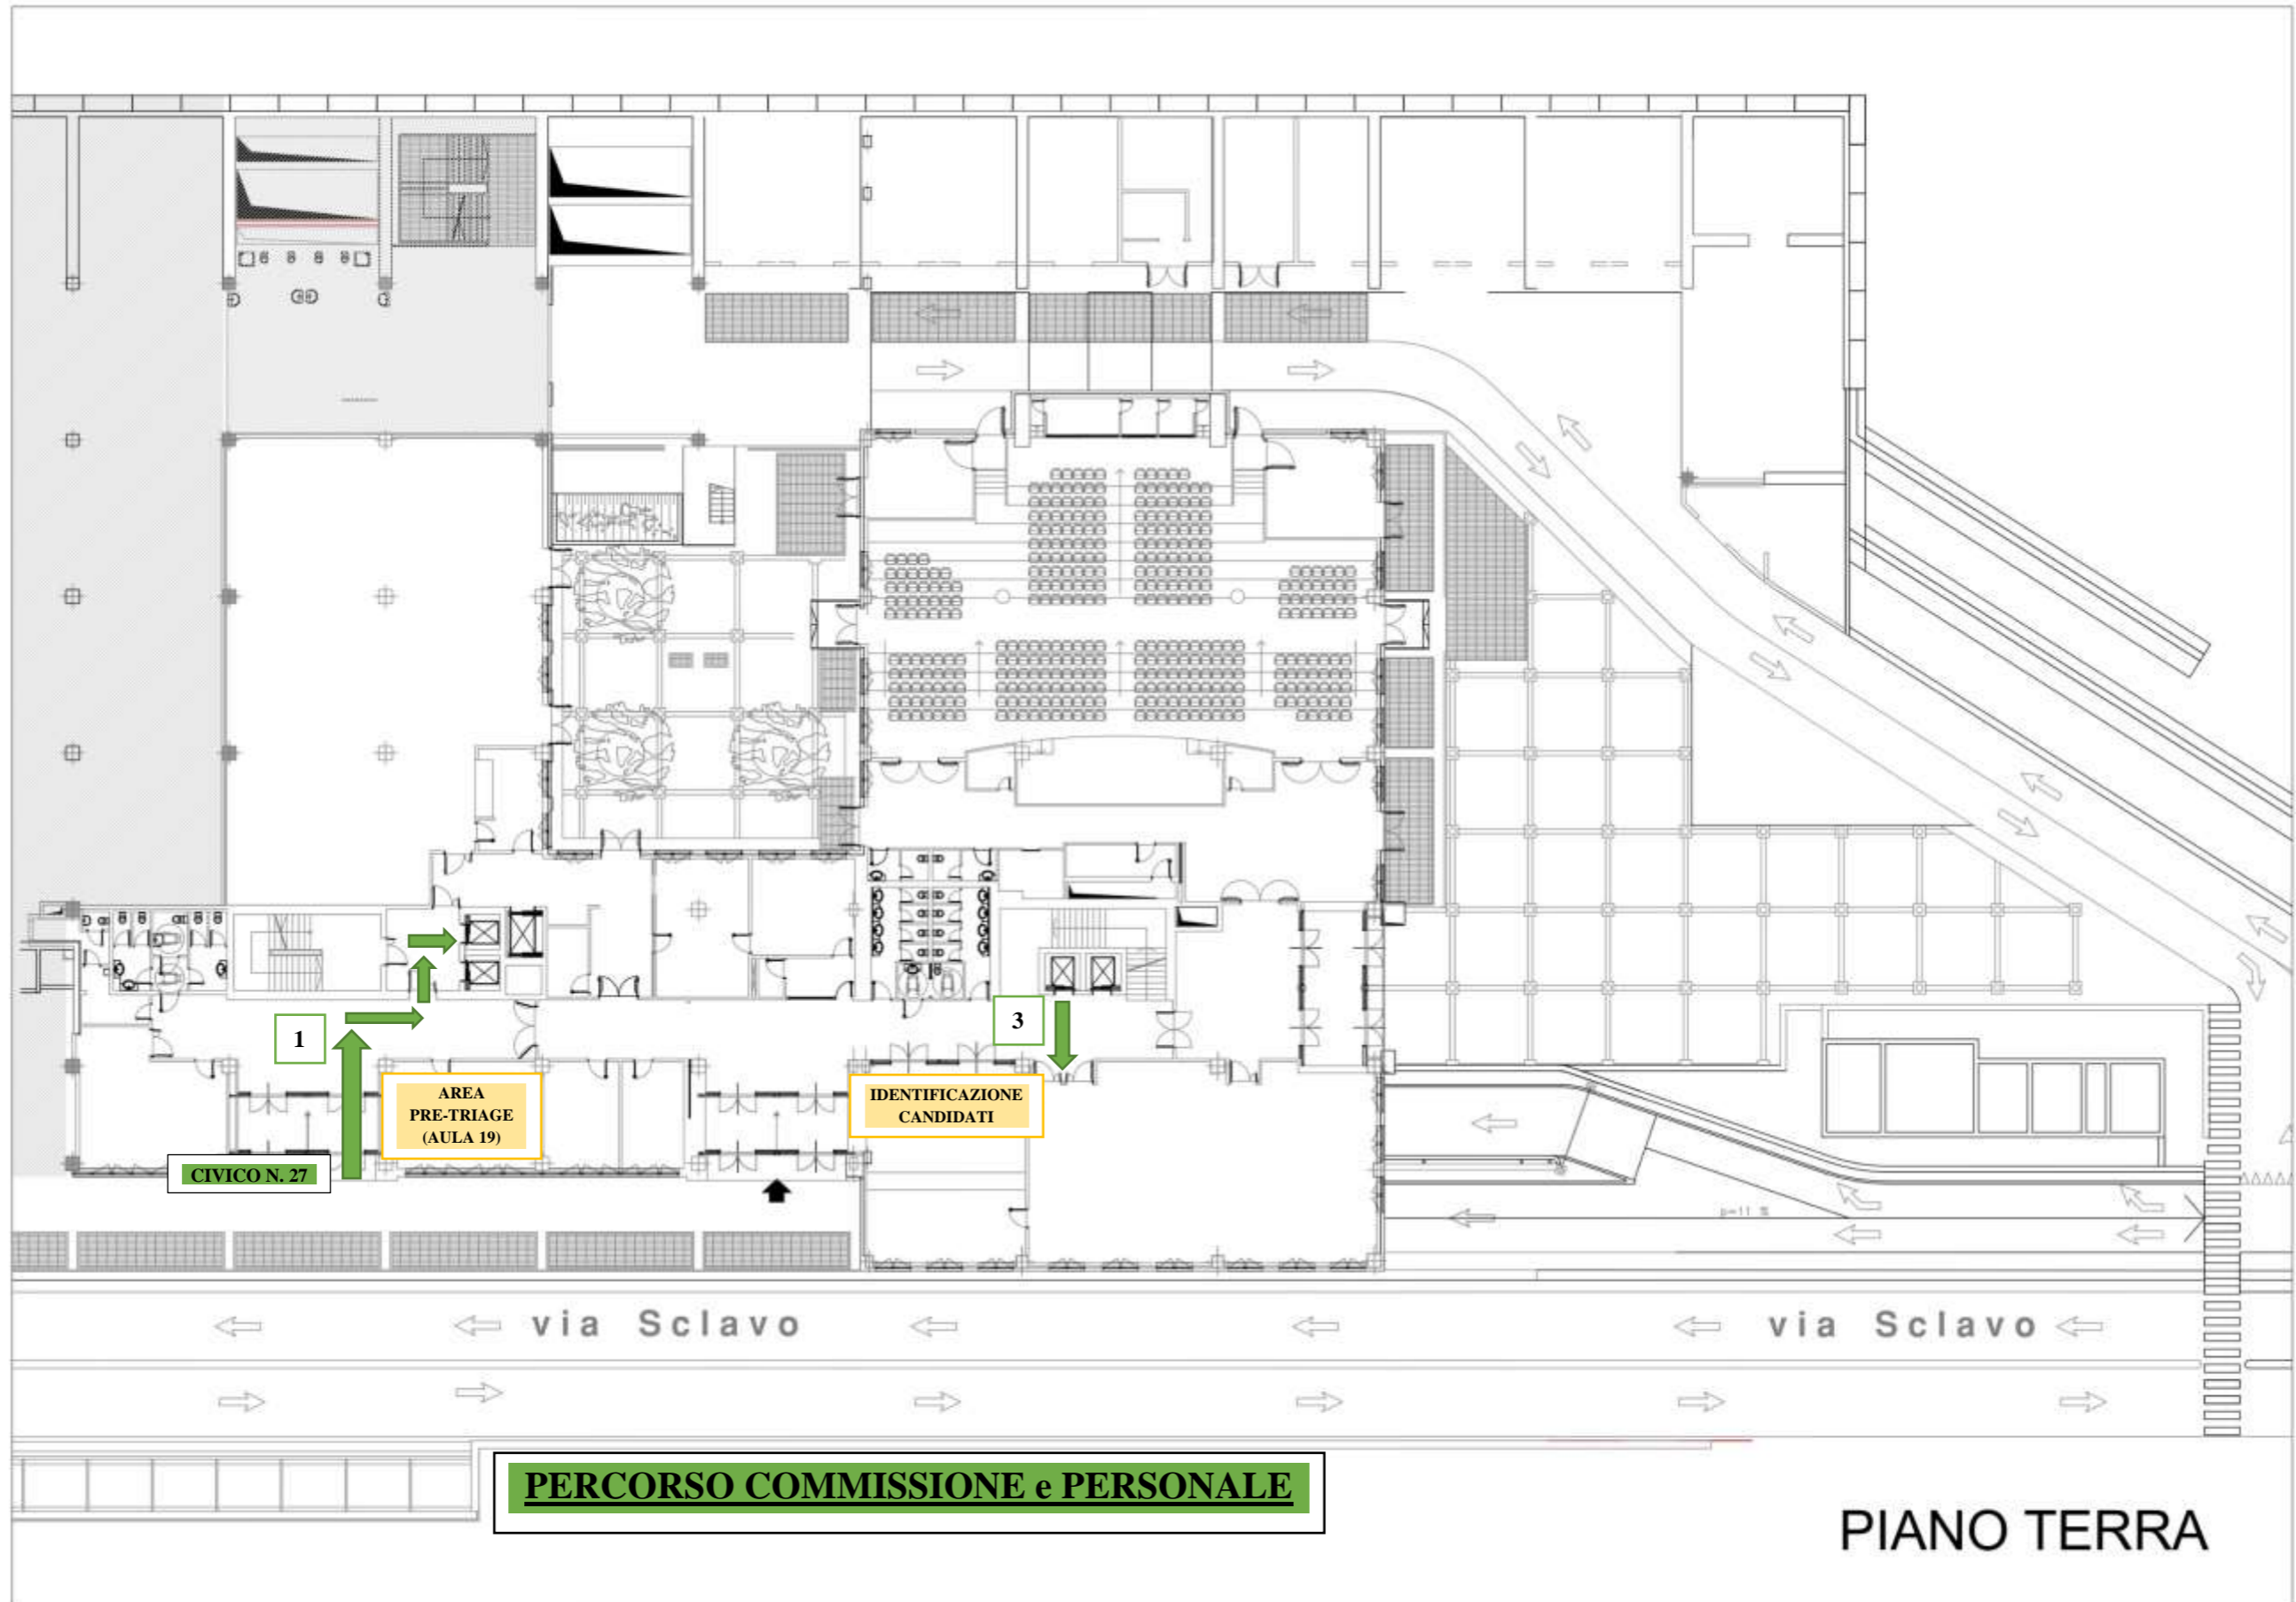 1
3
AREA
PRE-TRIAGE
(AULA 19)
IDENTIFICAZIONE
CANDIDATI
CIVICO N. 27
p=11 %
via Sclavo
via Sclavo
PERCORSO COMMISSIONE e PERSONALE
PIANO TERRA